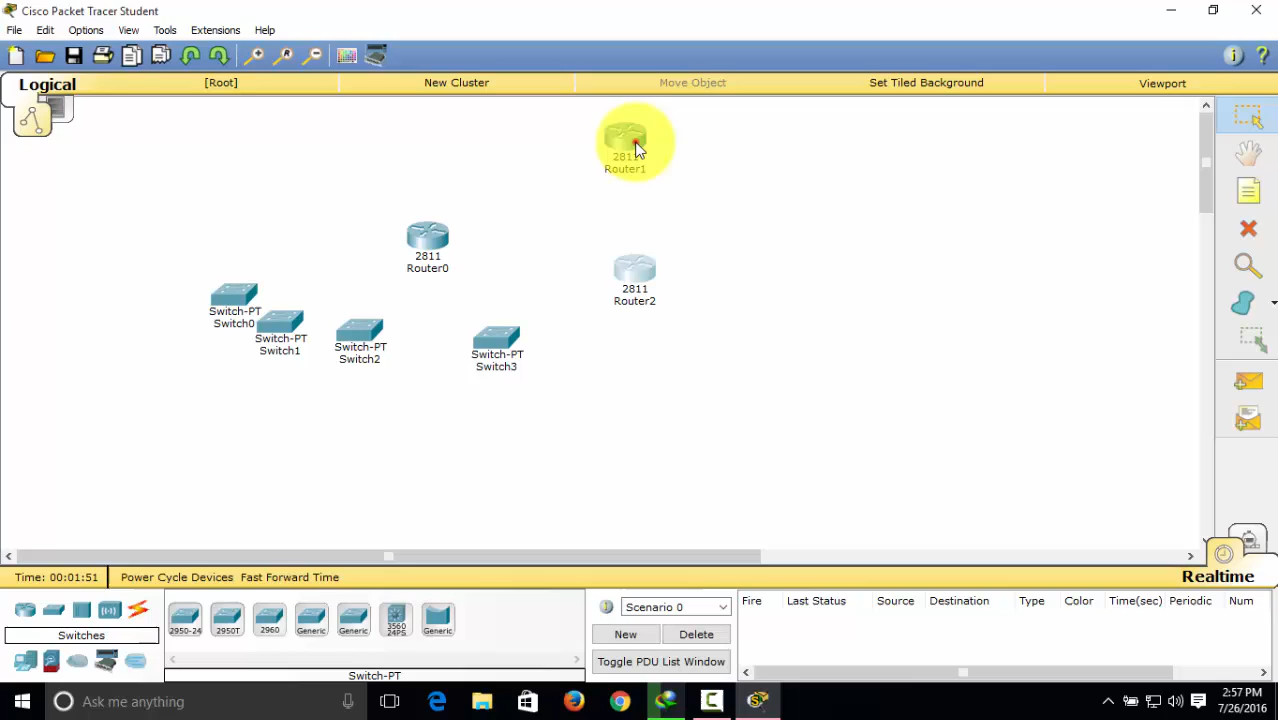 Cisco Packet Tracer Student
File Edit Options View Tools Extensions Help
Logical
[Root]
New Cluster
Move Object
Set Tiled Background
Viewport
2811
Router1
2811
Router0
2811
Router2
Switch-PT
Switch0
Switch-PT
Switch1
Switch-PT
Switch2
Switch-PT
Switch3
Time: 00:01:51
Power Cycle Devices Fast Forward Time
Realtime
Switches
2950-24
2950T
2960
Generic
Generic
3560
24PS
Generic
Switch-PT
Scenario 0
New
Delete
Toggle PDU List Window
Fire Last Status Source Destination Type Color Time(sec) Periodic Num
Ask me anything
2:57 PM
7/26/2016